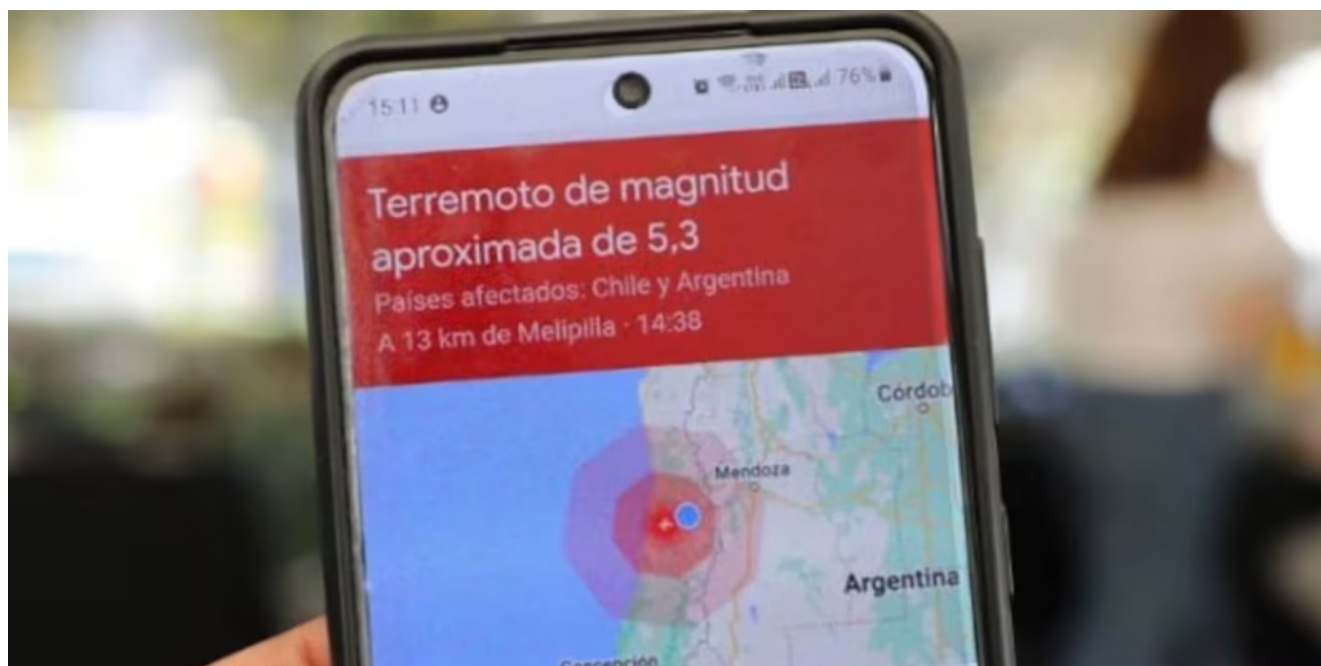 15:11
76%
Terremoto de magnitud
aproximada de 5,3
Países afectados: Chile y Argentina
A 13 km de Melipilla · 14:38
Córdob
Mendoza
Argentina
Concepción